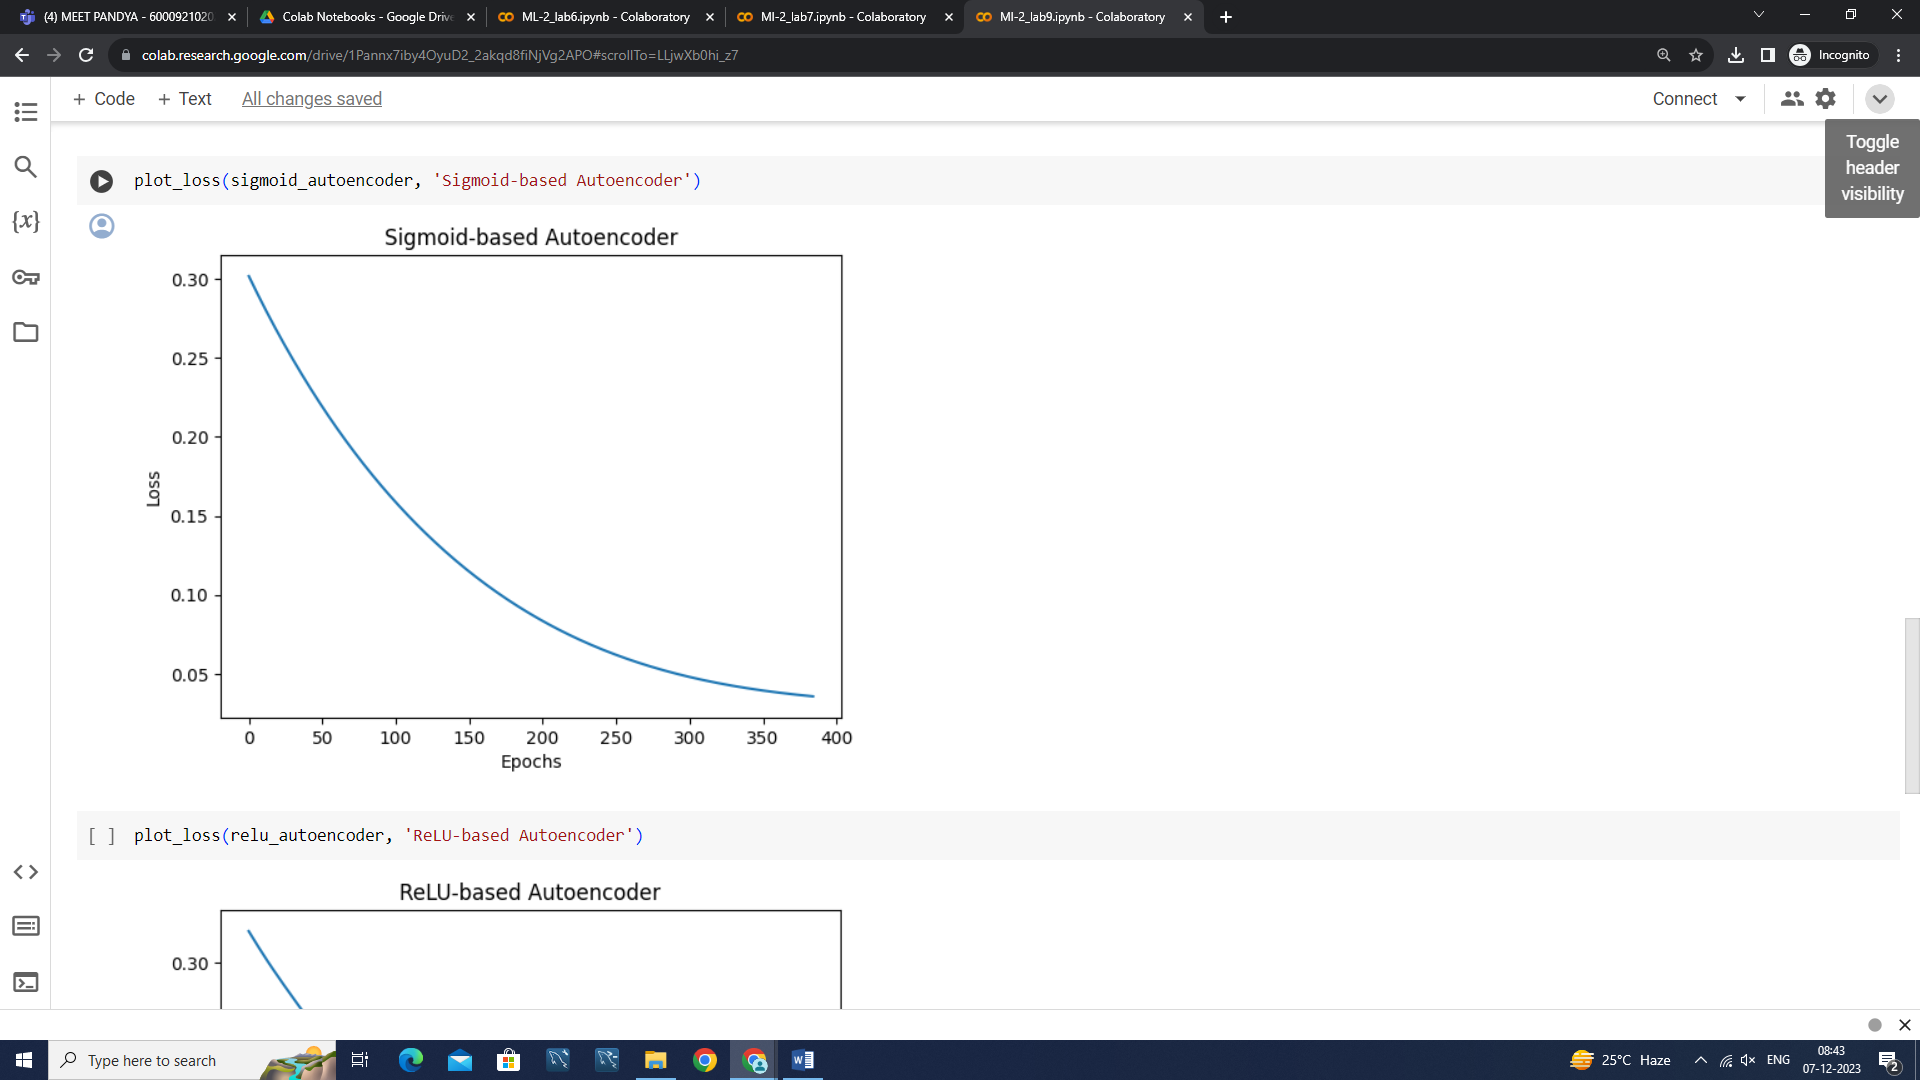 (4) MEET PANDYA - 6000921020
Colab Notebooks - Google Drive
ML-2_lab6.ipynb - Colaboratory
Ml-2_lab7.ipynb - Colaboratory
Ml-2_lab9.ipynb - Colaboratory
colab.research.google.com/drive/1Pannx7iby4OyuD2_2akqd8fiNjVg2APO#scrollTo=LLjwXb0hi_z7
Incognito
+ Code + Text All changes saved
Connect
Toggle
header
visibility
{x}
plot_loss(sigmoid_autoencoder, 'Sigmoid-based Autoencoder')
Sigmoid-based Autoencoder
0.30
0.25
0.20
Loss
0.15
0.10
0.05
0 50 100 150 200 250 300 350 400
Epochs
[ ] plot_loss(relu_autoencoder, 'ReLU-based Autoencoder')
ReLU-based Autoencoder
0.30
Type here to search
25°C Haze
ENG
08:43
07-12-2023
2